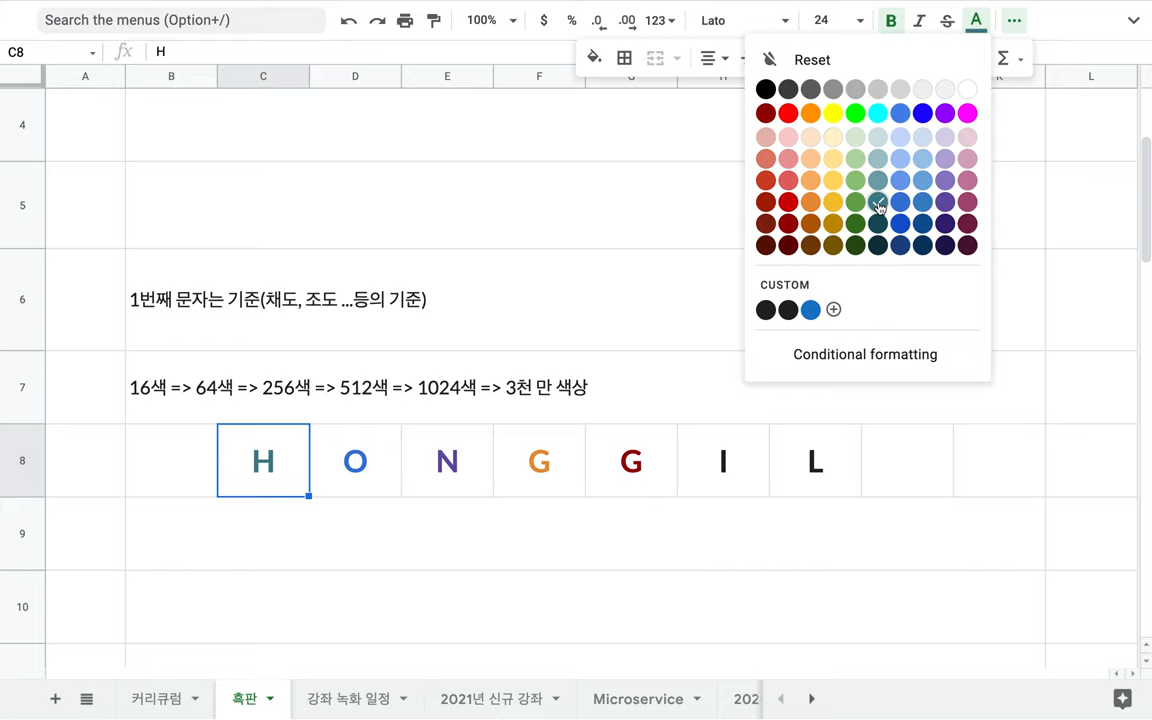 Search the menus (Option+/)
100%
$ % .0 .00 123
Lato
24
B I S A
C8
fx
H
Σ
Reset
A B C D E F G H K L
4
5
6
1번째 문자는 기준(채도, 조도 ...등의 기준)
CUSTOM
Conditional formatting
7
16색 => 64색 => 256색 => 512색 => 1024색 => 3천 만 색상
8
H O N G G I L
9
10
+ 커리큐럼 흑판 강좌 녹화 일정 2021년 신규 강좌 Microservice 202